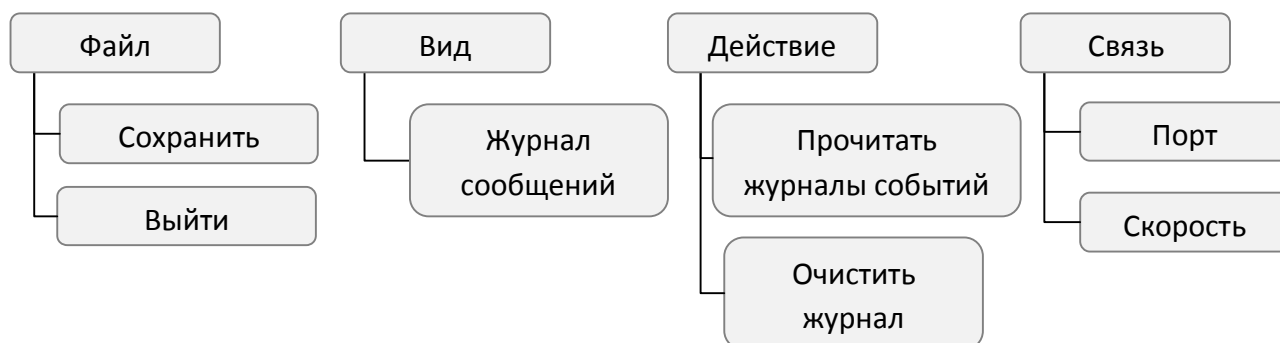 Файл
Сохранить
Выйти
Вид
Журнал
сообщений
Действие
Прочитать
журналы событий
Очистить
журнал
Связь
Порт
Скорость